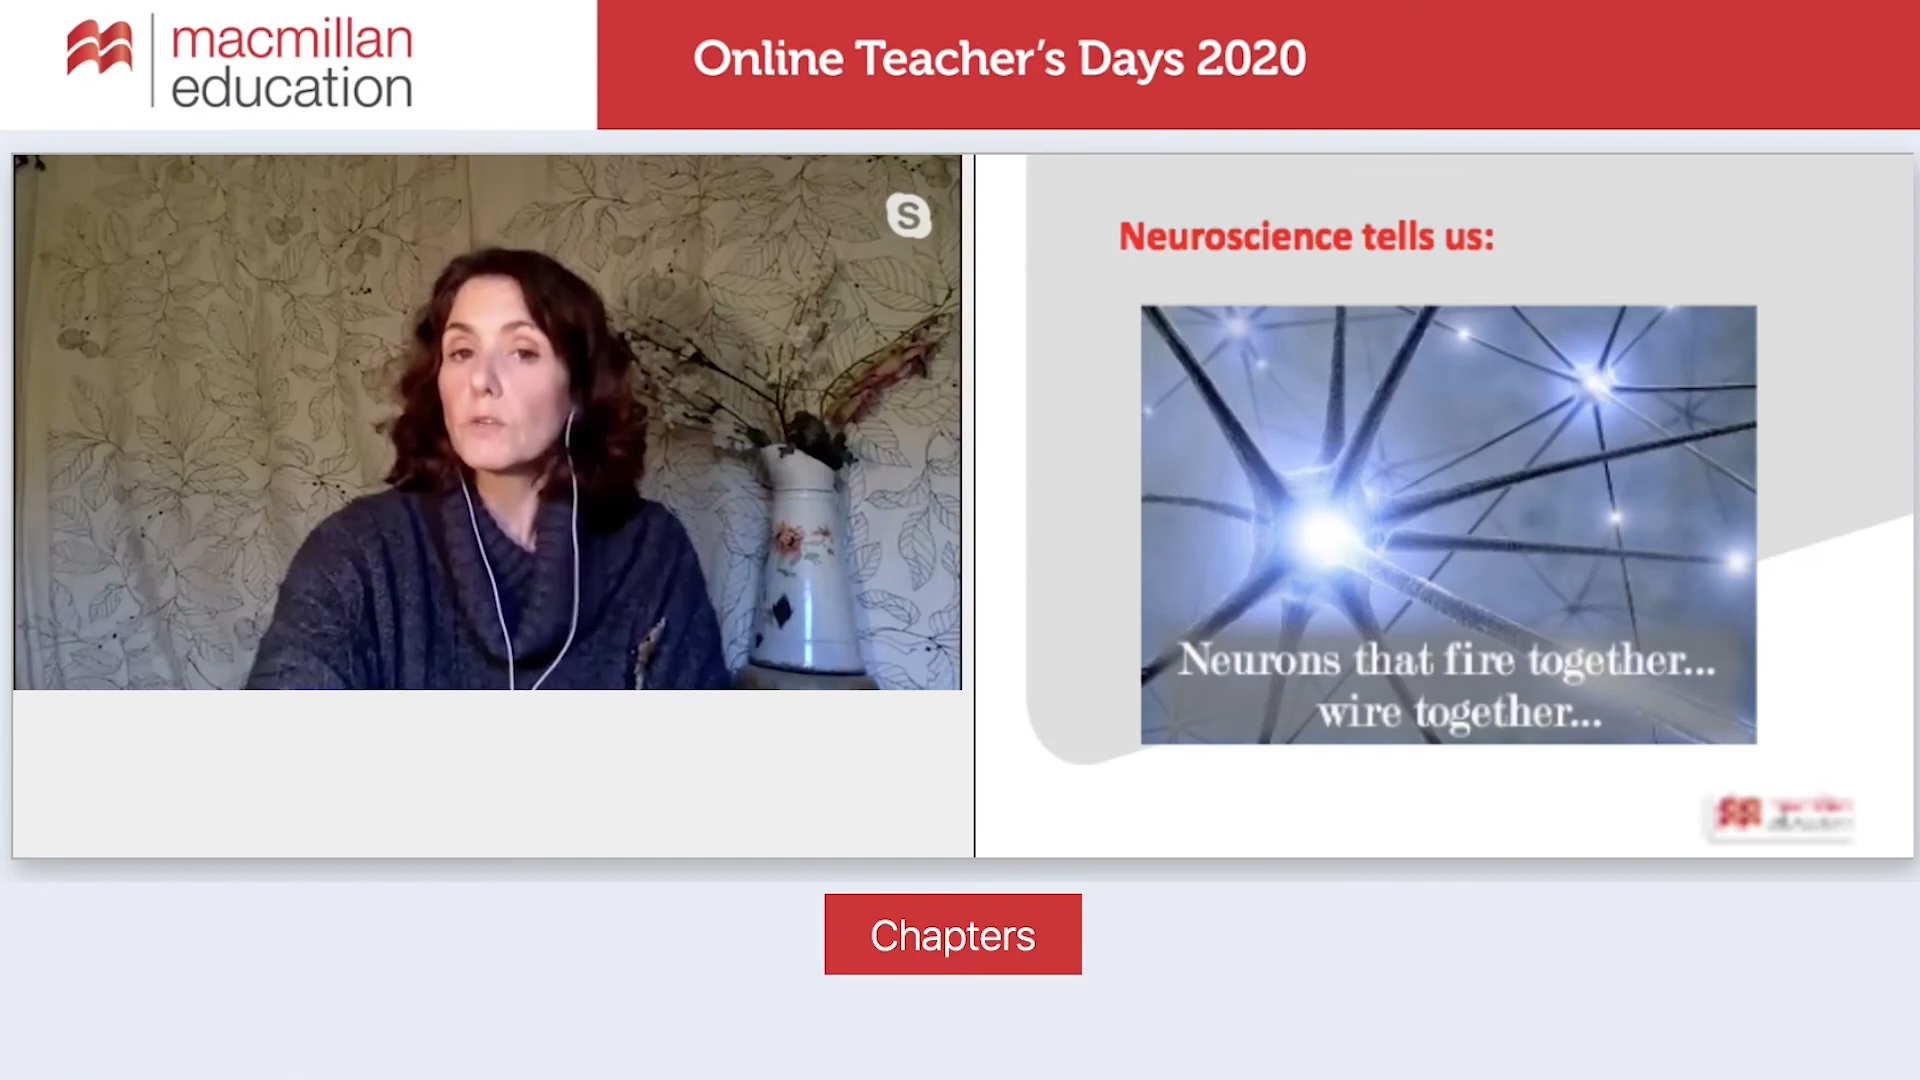 macmillan
education
Online Teacher's Days 2020
S
Neuroscience tells us:
Neurons that fire together...
wire together...
Chapters